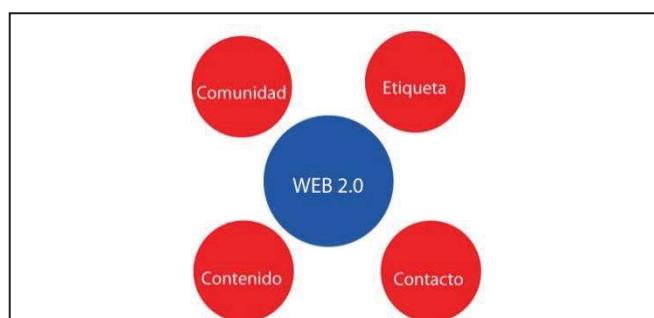 Comunidad
Etiqueta
WEB 2.0
Contenido
Contacto